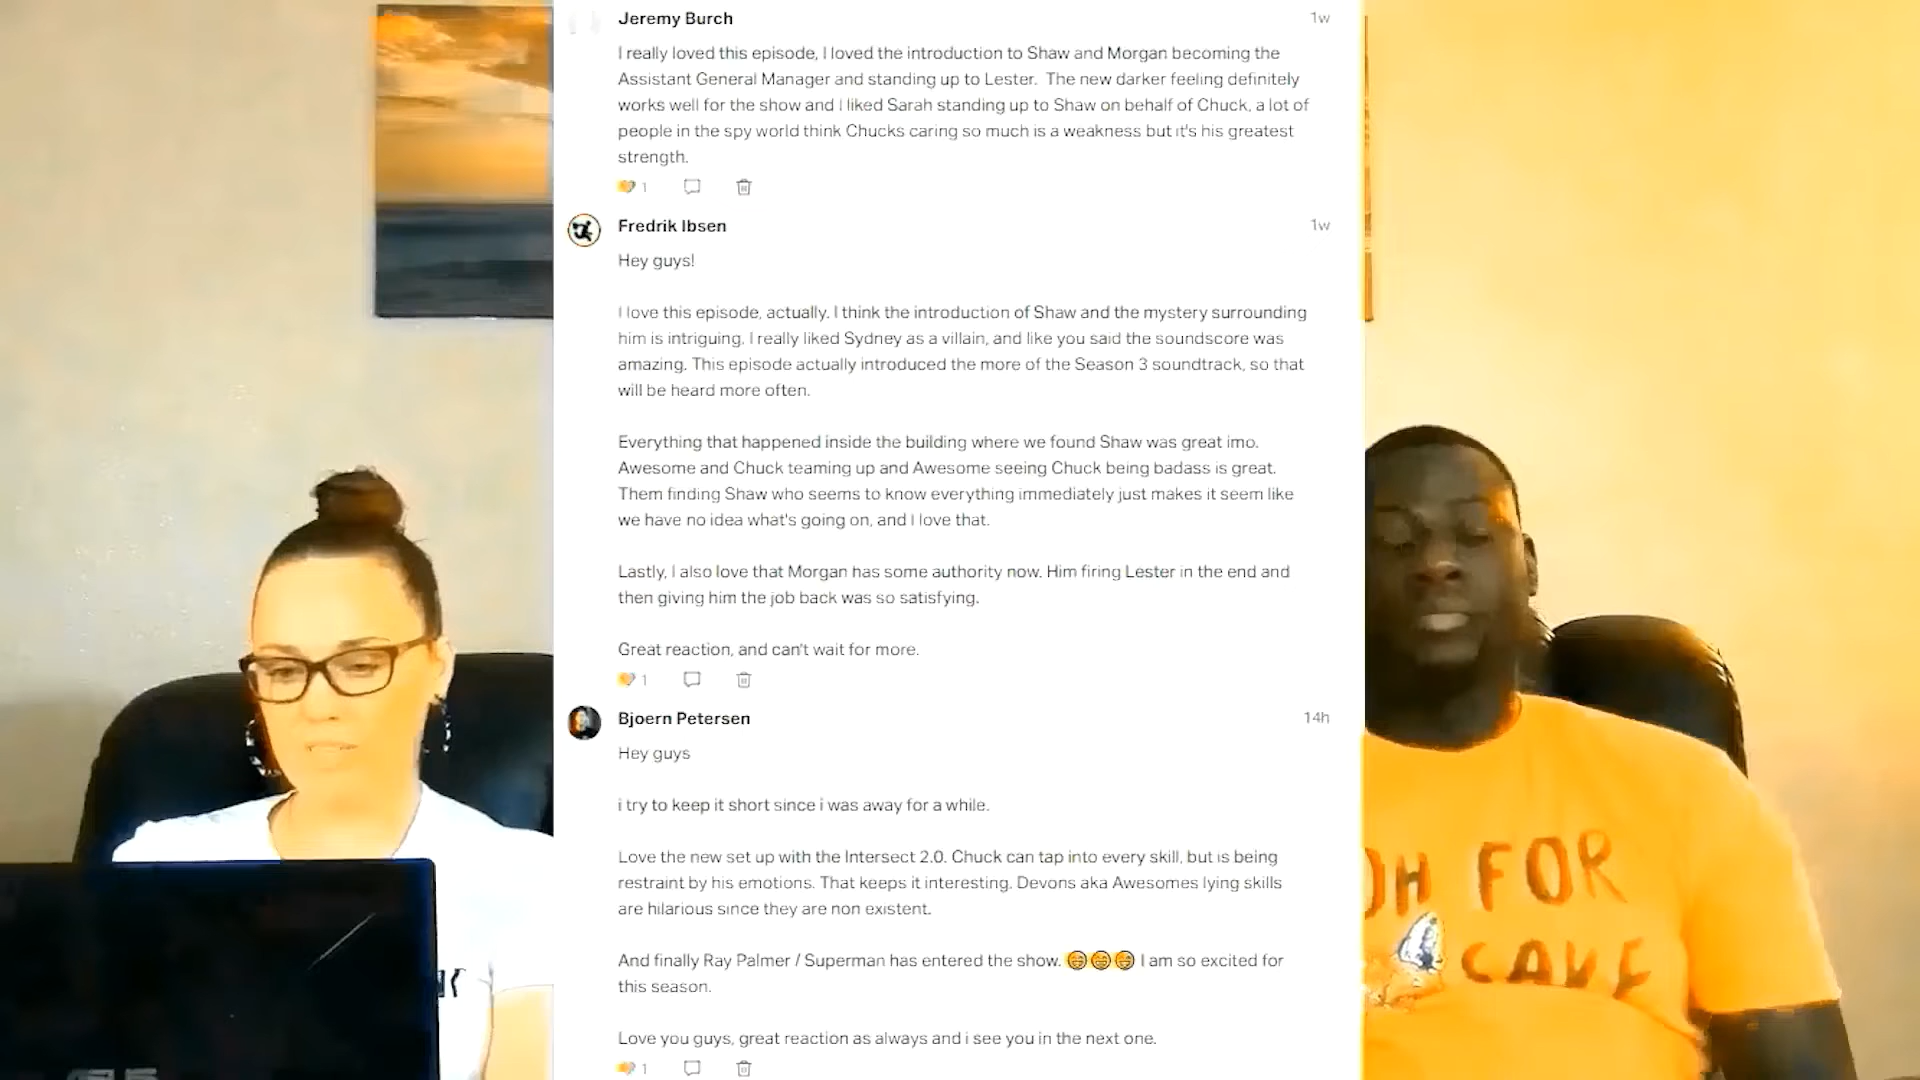 Jeremy Burch
1w
I really loved this episode, I loved the introduction to Shaw and Morgan becoming the
Assistant General Manager and standing up to Lester. The new darker feeling definitely
works well for the show and I liked Sarah standing up to Shaw on behalf of Chuck, a lot of
people in the spy world think Chucks caring so much is a weakness but it's his greatest
strength.
1
Fredrik Ibsen
1w
Hey guys!
I love this episode, actually. I think the introduction of Shaw and the mystery surrounding
him is intriguing. I really liked Sydney as a villain, and like you said the soundscore was
amazing. This episode actually introduced the more of the Season 3 soundtrack, so that
will be heard more often.
Everything that happened inside the building where we found Shaw was great imo.
Awesome and Chuck teaming up and Awesome seeing Chuck being badass is great.
Them finding Shaw who seems to know everything immediately just makes it seem like
we have no idea what's going on, and I love that.
Lastly, I also love that Morgan has some authority now. Him firing Lester in the end and
then giving him the job back was so satisfying.
Great reaction, and can't wait for more.
1
Bjoern Petersen
14h
Hey guys
i try to keep it short since i was away for a while.
Love the new set up with the Intersect 2.0. Chuck can tap into every skill, but is being
restraint by his emotions. That keeps it interesting. Devons aka Awesomes lying skills
are hilarious since they are non existent.
And finally Ray Palmer / Superman has entered the show. 😂😂😂 I am so excited for
this season.
Love you guys, great reaction as always and i see you in the next one.
1
OH FOR
CAKE